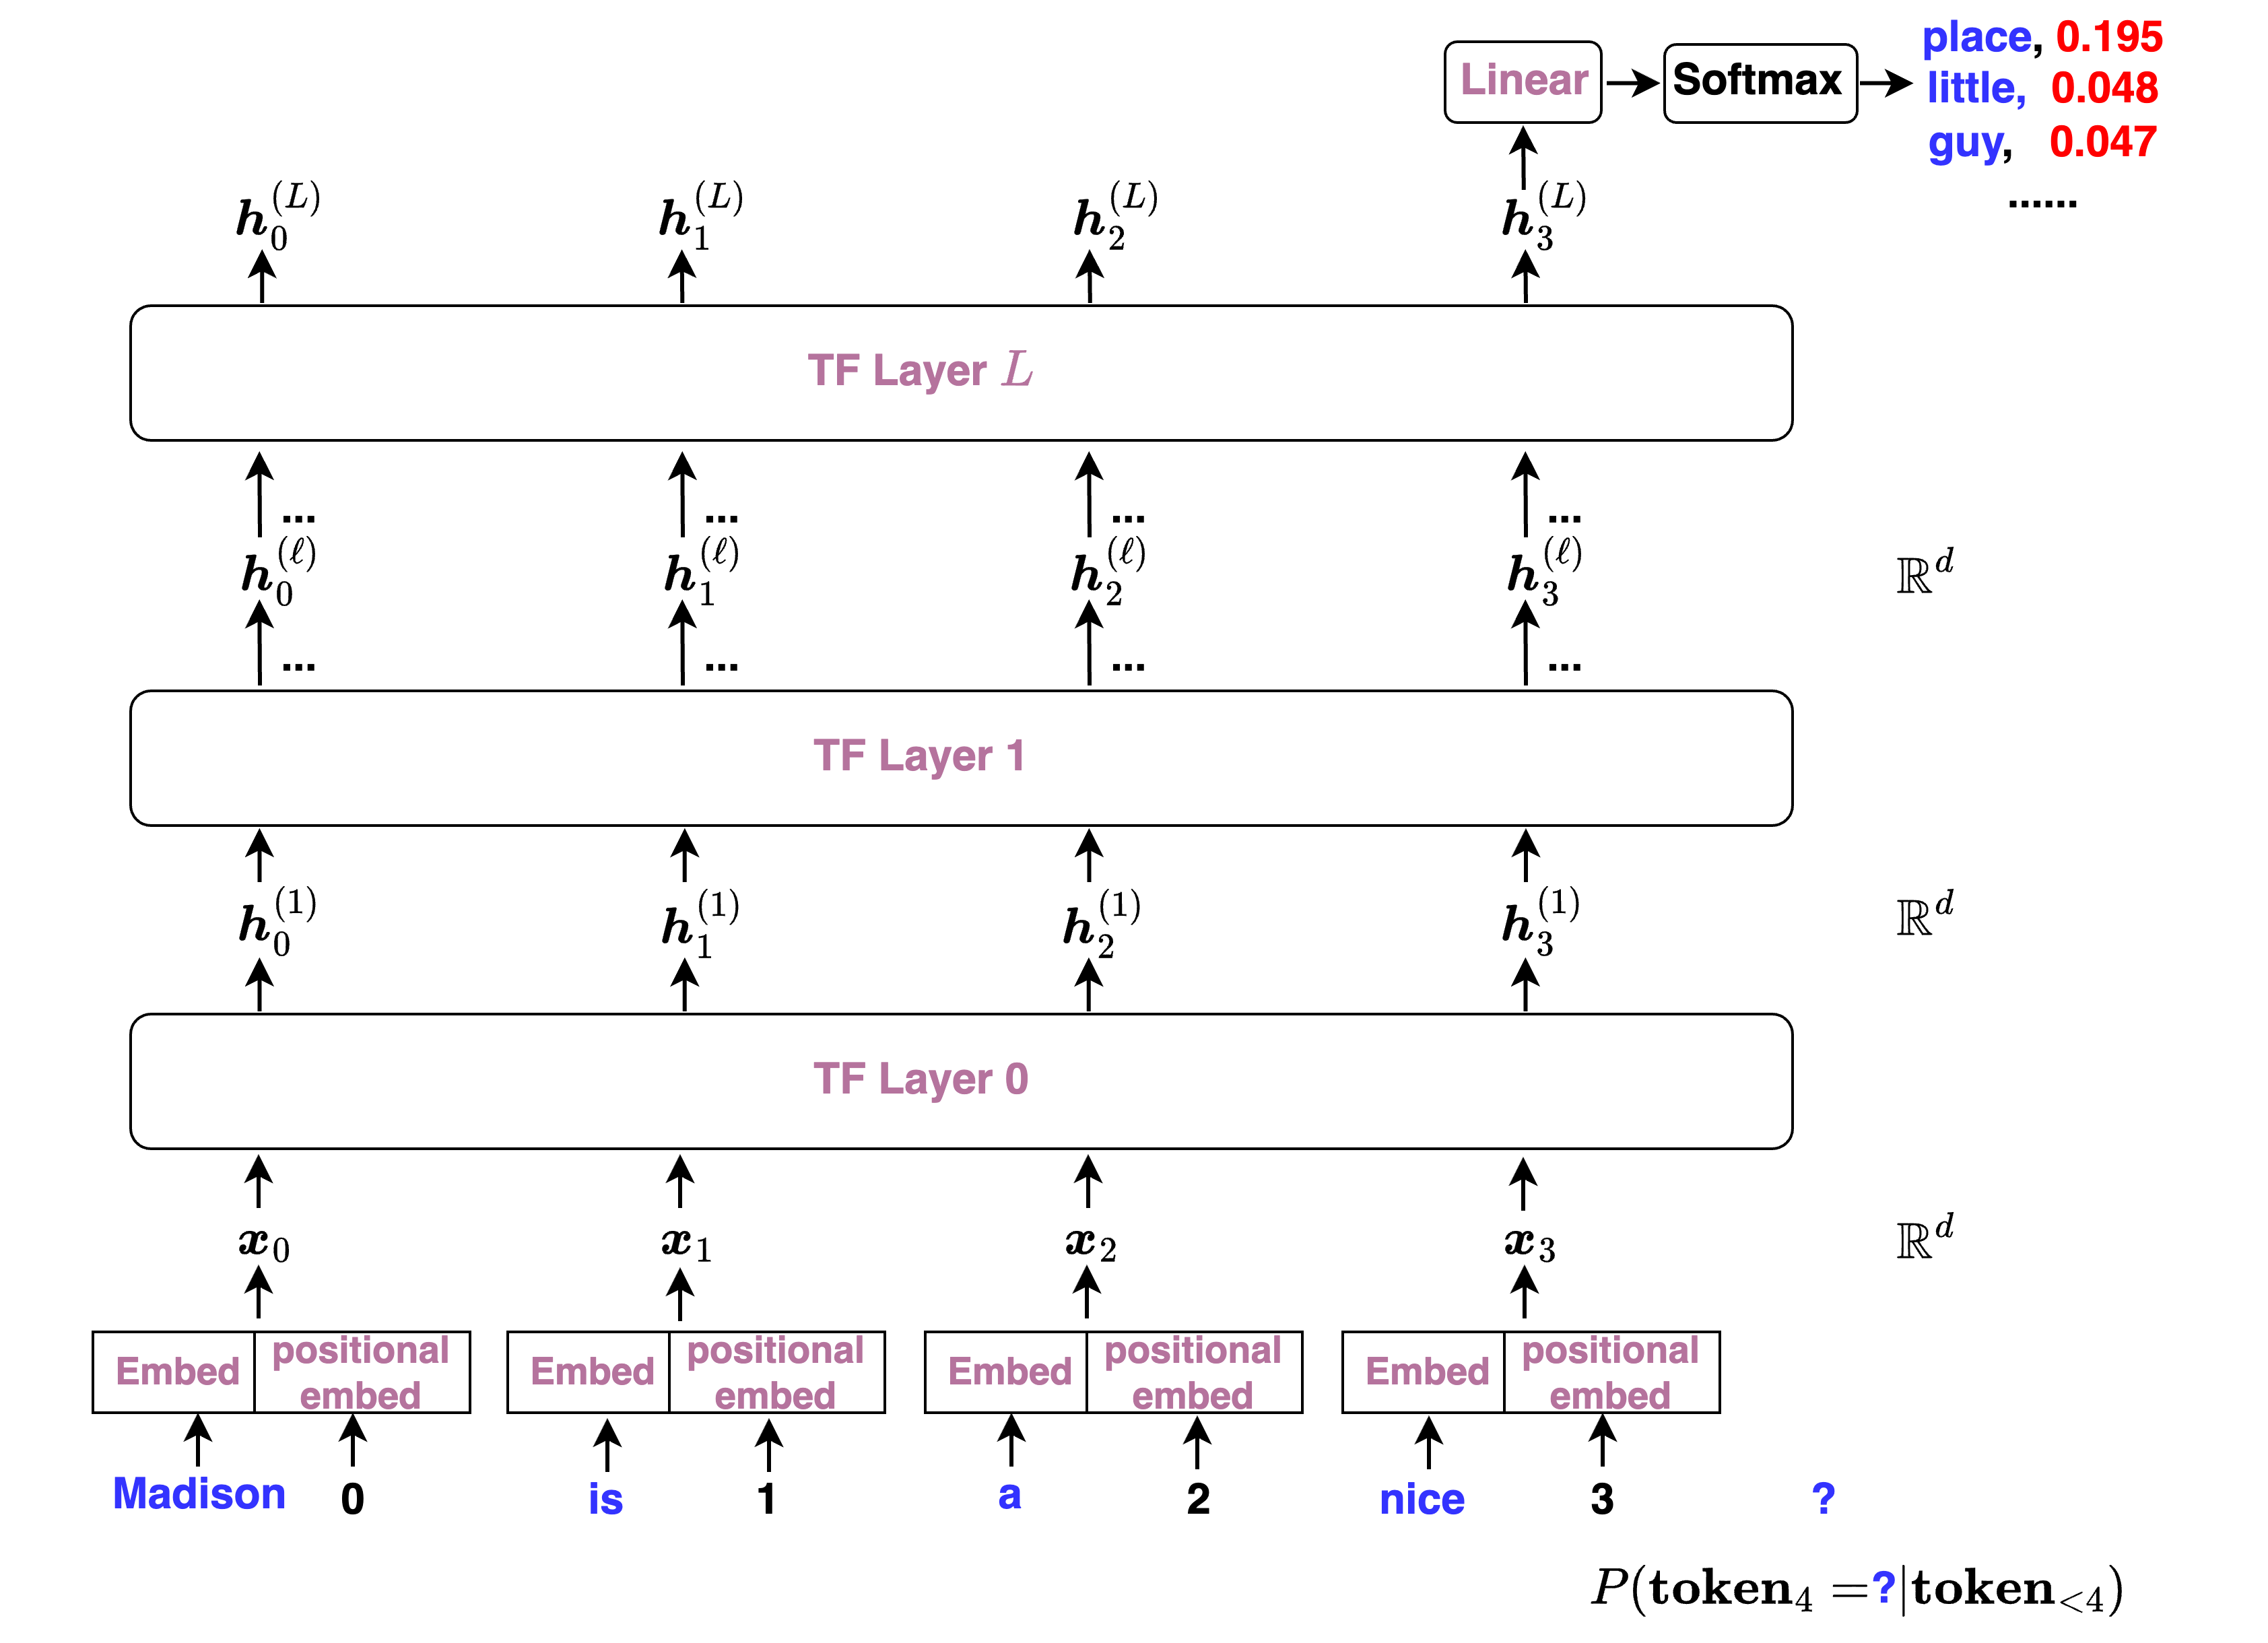 place, 0.195
Linear Softmax little, 0.048
guy, 0.047
......
h_0^{(L)} h_1^{(L)} h_2^{(L)} h_3^{(L)}
TF Layer L
... ... ... ...
h_0^{(ℓ)} h_1^{(ℓ)} h_2^{(ℓ)} h_3^{(ℓ)} ℝ^d
... ... ... ...
TF Layer 1
h_0^{(1)} h_1^{(1)} h_2^{(1)} h_3^{(1)} ℝ^d
TF Layer 0
x_0 x_1 x_2 x_3 ℝ^d
Embed positional embed Embed positional embed Embed positional embed Embed positional embed
Madison 0 is 1 a 2 nice 3 ?
P(token_4 =?|token_{<4})